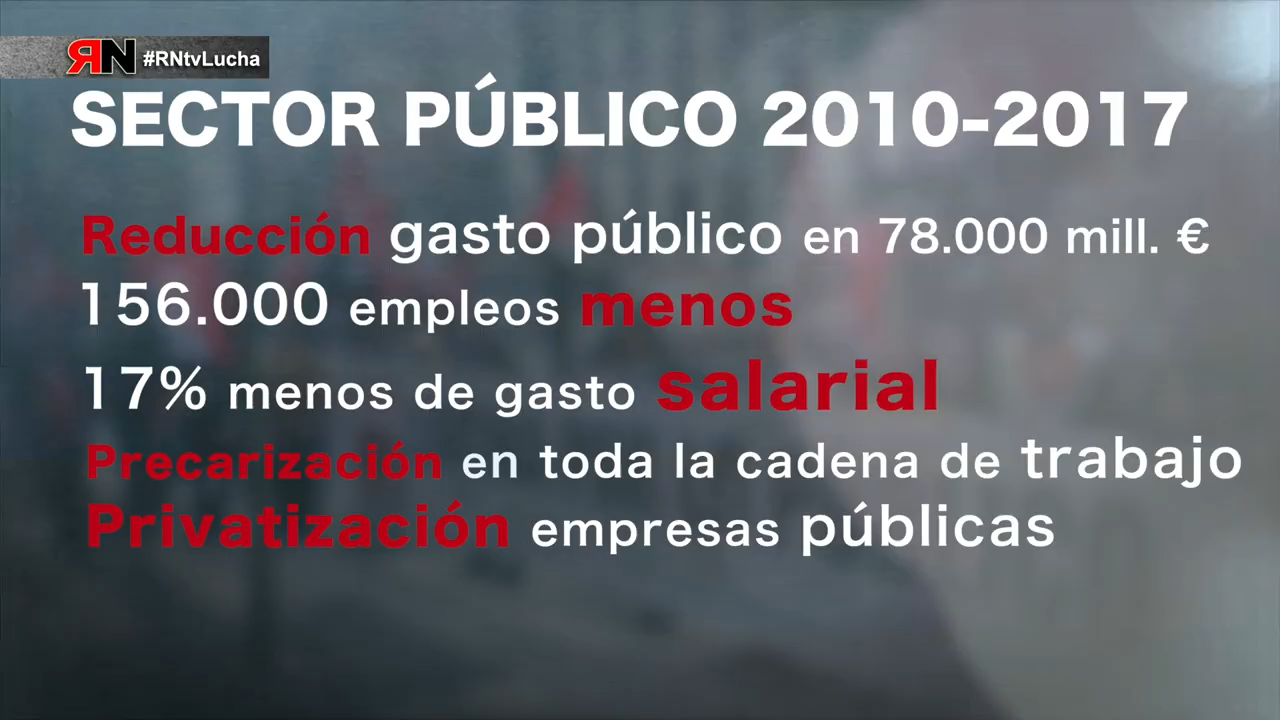 RN #RNtvLucha
SECTOR PÚBLICO 2010-2017
Reducción gasto público en 78.000 mill. €
156.000 empleos menos
17% menos de gasto salarial
Precarización en toda la cadena de trabajo
Privatización empresas públicas